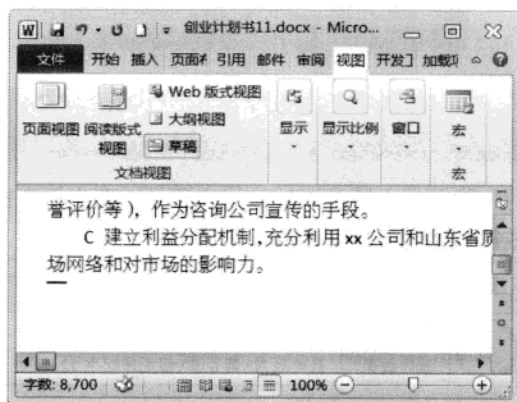 创业计划书11.docx - Micro...
文件 开始 插入 页面 引用 邮件 审阅 视图 开发 加载项
Web 版式视图
大纲视图
页面视图 阅读版式视图 草稿 显示 显示比例 窗口 宏
文档视图 宏
誉评价等），作为咨询公司宣传的手段。
C 建立利益分配机制,充分利用 xx 公司和山东省质
场网络和对市场的影响力。
字数: 8,700 100%